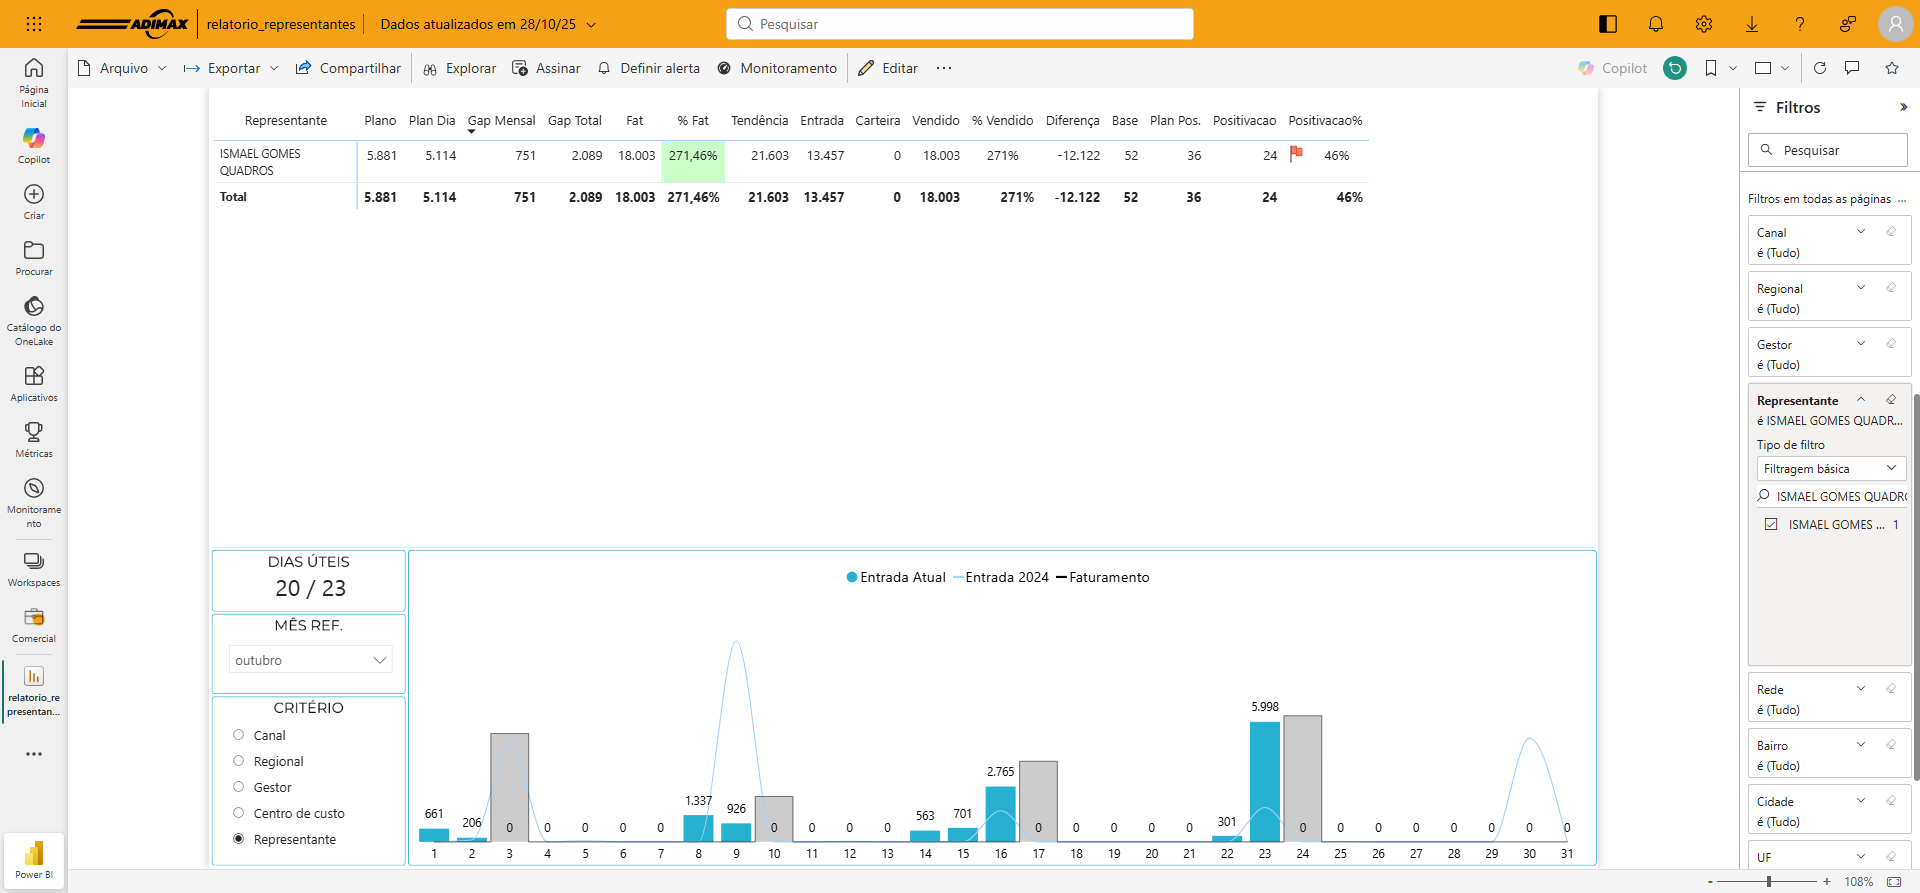 ADIMAX
relatorio_representantes
Dados atualizados em 28/10/25
Pesquisar
Arquivo
Exportar
Compartilhar
Explorar
Assinar
Definir alerta
Monitoramento
Editar
Copilot
Página
Inicial
Copilot
Criar
Procurar
Catálogo do
OneLake
Aplicativos
Métricas
Monitorame
nto
Workspaces
Comercial
relatorio_re
presentan...
Power BI
Representante Plano Plan Dia Gap Mensal Gap Total Fat % Fat Tendência Entrada Carteira Vendido % Vendido Diferença Base Plan Pos. Positivacao Positivacao%
ISMAEL GOMES
QUADROS
5.881 5.114 751 2.089 18.003 271,46% 21.603 13.457 0 18.003 271% -12.122 52 36 24 46%
Total 5.881 5.114 751 2.089 18.003 271,46% 21.603 13.457 0 18.003 271% -12.122 52 36 24 46%
DIAS ÚTEIS
20 / 23
MÊS REF.
outubro
CRITÉRIO
Canal
Regional
Gestor
Centro de custo
Representante
Entrada Atual Entrada 2024 Faturamento
661 206 0 0 0 0 0 1.337 926 0 0 0 0 563 701 2.765 0 0 0 0 0 301 5.998 0 0 0 0 0 0 0 0
1 2 3 4 5 6 7 8 9 10 11 12 13 14 15 16 17 18 19 20 21 22 23 24 25 26 27 28 29 30 31
Filtros
Pesquisar
Filtros em todas as páginas ...
Canal
é (Tudo)
Regional
é (Tudo)
Gestor
é (Tudo)
Representante
é ISMAEL GOMES QUADR...
Tipo de filtro
Filtragem básica
ISMAEL GOMES QUADRO
ISMAEL GOMES ... 1
Rede
é (Tudo)
Bairro
é (Tudo)
Cidade
é (Tudo)
UF
- + 108%